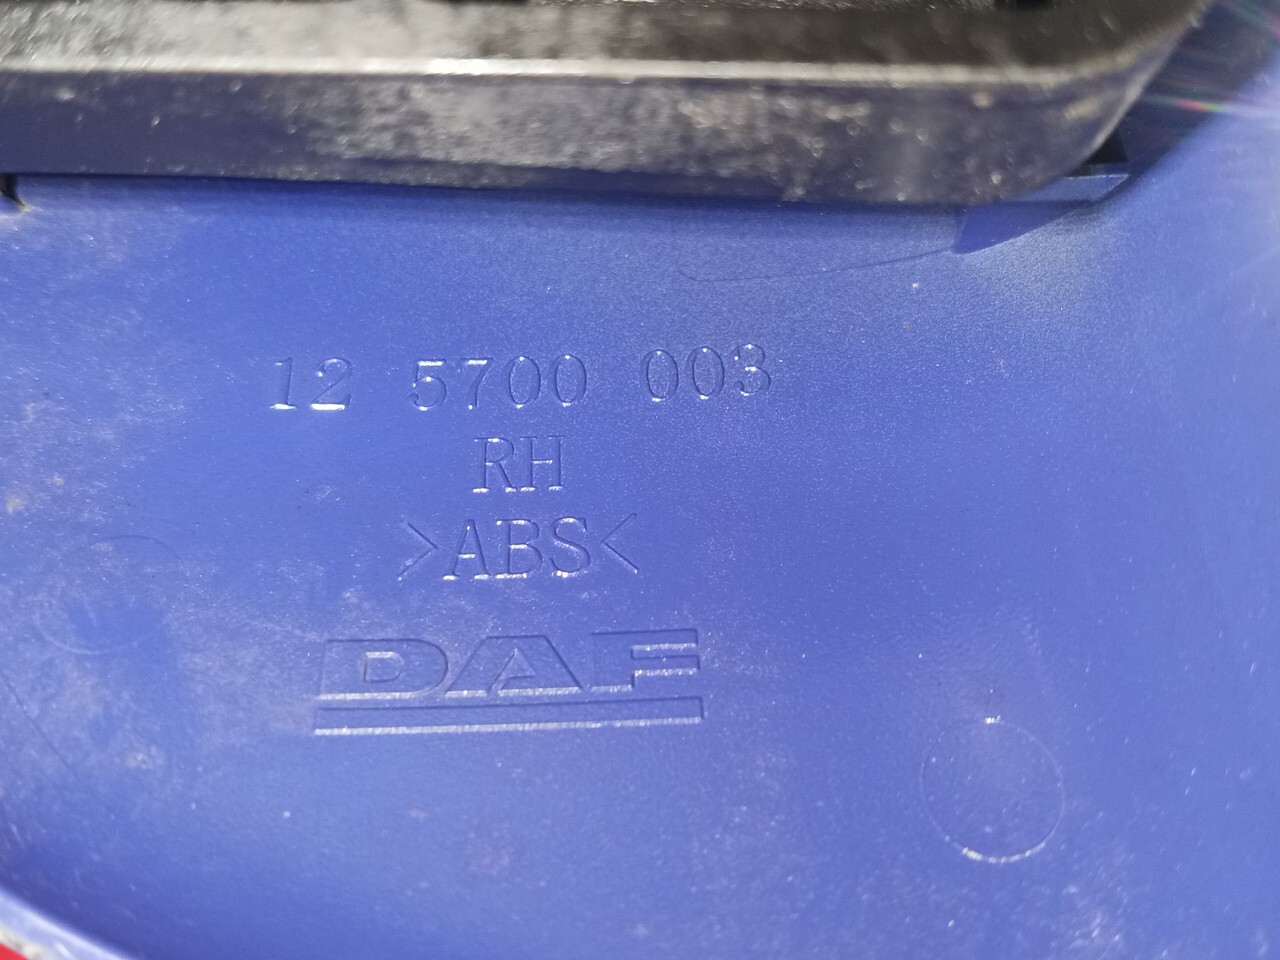 12 5700 003
RH
>ABS<
DAF